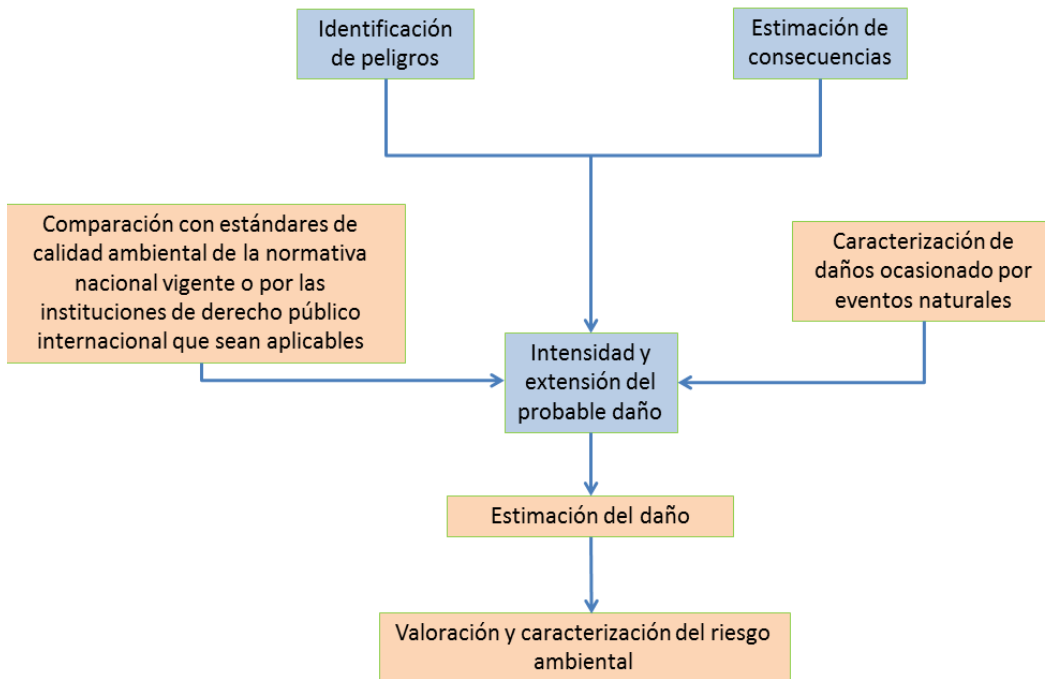 Identificación
de peligros
Estimación de
consecuencias
Comparación con estándares de
calidad ambiental de la normativa
nacional vigente o por las
instituciones de derecho público
internacional que sean aplicables
Caracterización de
daños ocasionado por
eventos naturales
Intensidad y
extensión del
probable daño
Estimación del daño
Valoración y caracterización del riesgo
ambiental